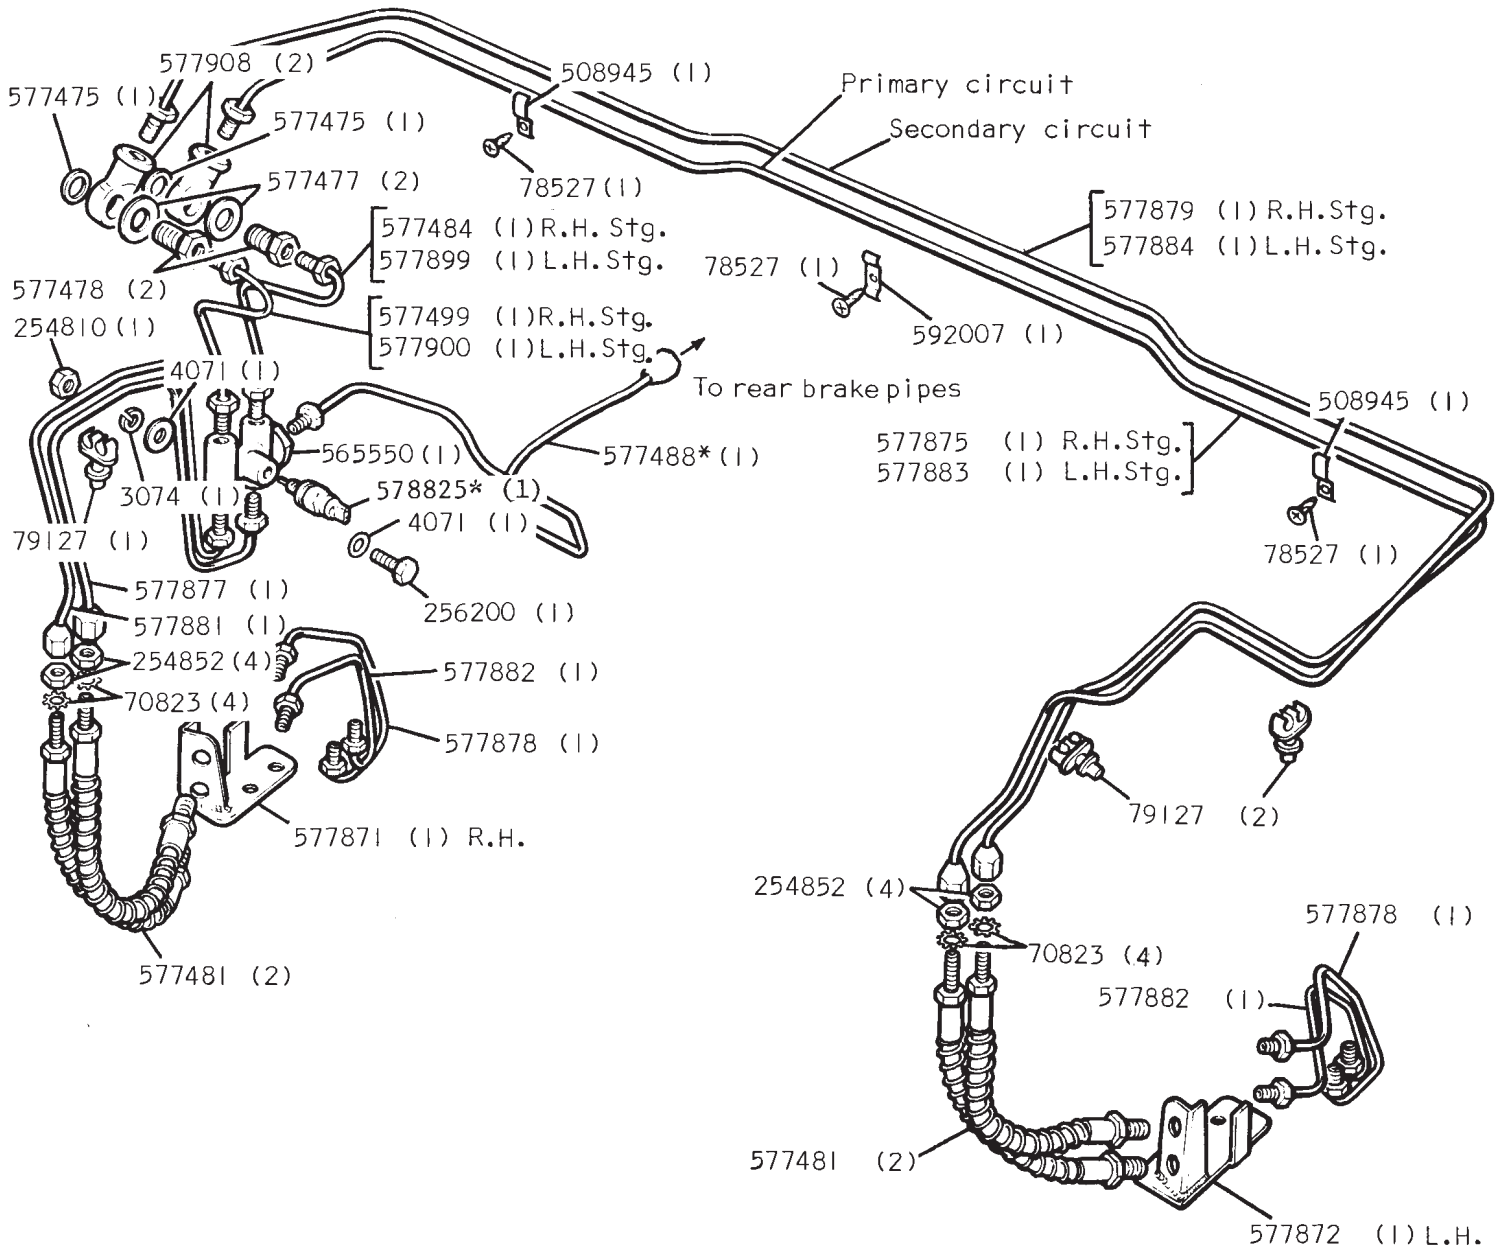 577908 (2)
577475 (1)
508945 (1)
Primary circuit
577475 (1)
Secondary circuit
577477 (2)
78527 (1)
577484 (1) R.H. Stg.
577899 (1) L.H. Stg.
577879 (1) R.H. Stg.
577884 (1) L.H. Stg.
78527 (1)
577478 (2)
592007 (1)
577499 (1) R.H. Stg.
577900 (1) L.H. Stg.
254810 (1)
4071 (1)
To rear brake pipes
508945 (1)
577875 (1) R.H. Stg.
577883 (1) L.H. Stg.
565550 (1)
577488* (1)
578825* (1)
3074 (1)
4071 (1)
79127 (1)
78527 (1)
577877 (1)
256200 (1)
577881 (1)
254852 (4)
577882 (1)
70823 (4)
577878 (1)
79127 (2)
577871 (1) R.H.
254852 (4)
577878 (1)
70823 (4)
577481 (2)
577882 (1)
577481 (2)
577872 (1) L.H.